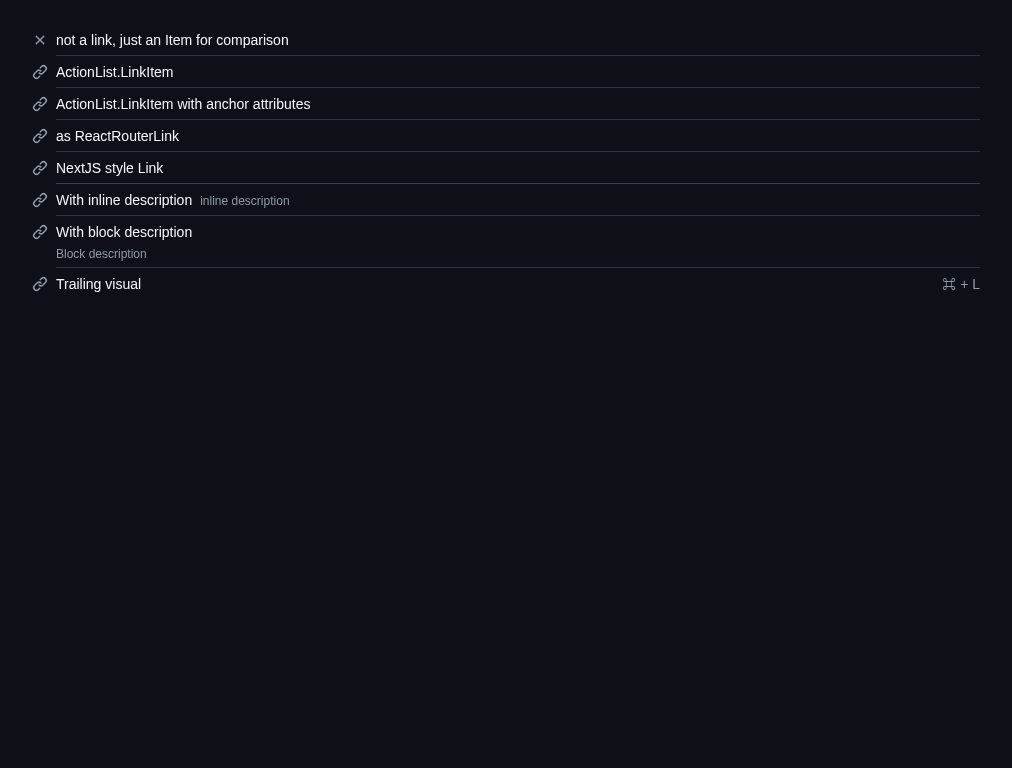 not a link, just an Item for comparison
ActionList.LinkItem
ActionList.LinkItem with anchor attributes
as ReactRouterLink
NextJS style Link
With inline description inline description
With block description
Block description
Trailing visual ⌘ + L